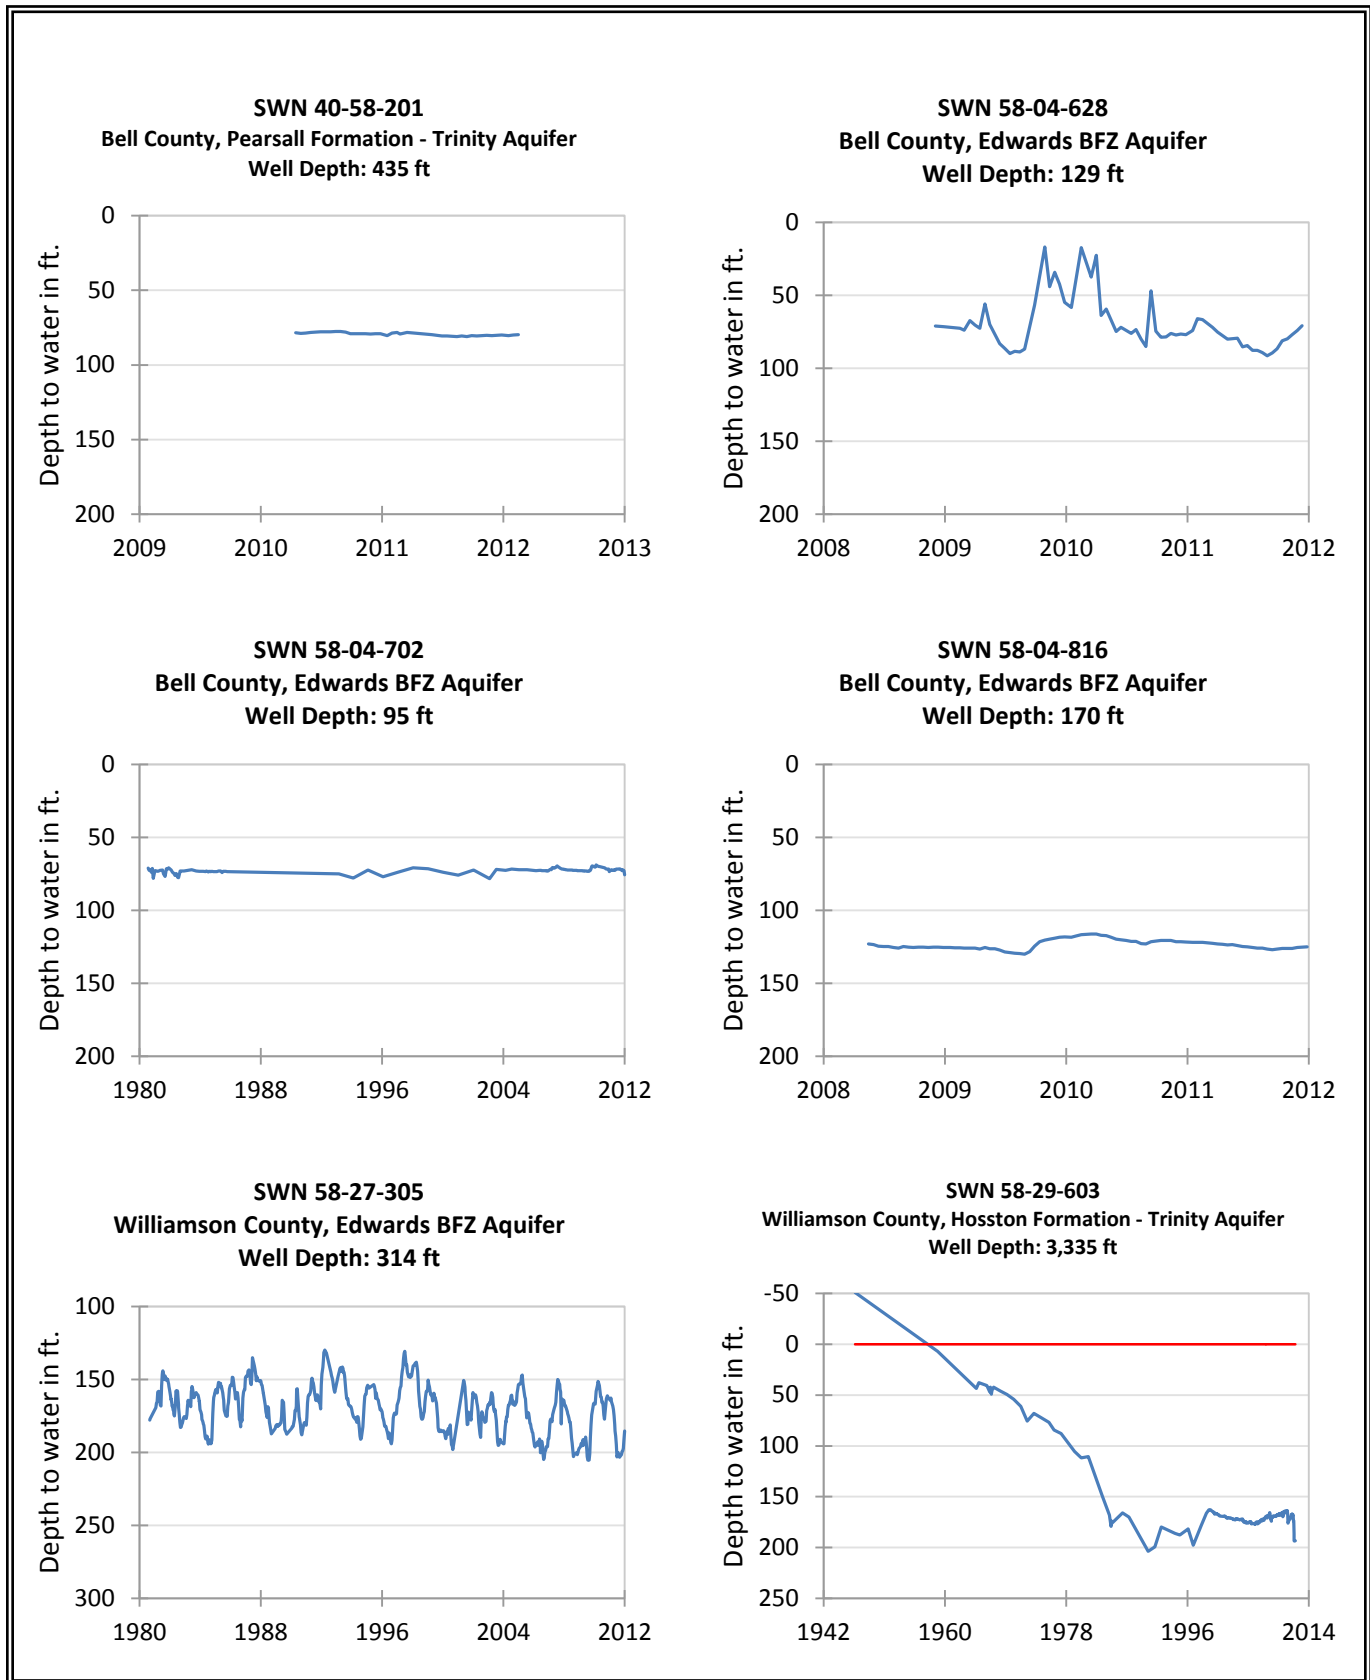 SWN 40-58-201
Bell County, Pearsall Formation - Trinity Aquifer
Well Depth: 435 ft
Depth to water in ft.
0
50
100
150
200
2009 2010 2011 2012 2013
SWN 58-04-628
Bell County, Edwards BFZ Aquifer
Well Depth: 129 ft
Depth to water in ft.
0
50
100
150
200
2008 2009 2010 2011 2012
SWN 58-04-702
Bell County, Edwards BFZ Aquifer
Well Depth: 95 ft
Depth to water in ft.
0
50
100
150
200
1980 1988 1996 2004 2012
SWN 58-04-816
Bell County, Edwards BFZ Aquifer
Well Depth: 170 ft
Depth to water in ft.
0
50
100
150
200
2008 2009 2010 2011 2012
SWN 58-27-305
Williamson County, Edwards BFZ Aquifer
Well Depth: 314 ft
Depth to water in ft.
100
150
200
250
300
1980 1988 1996 2004 2012
SWN 58-29-603
Williamson County, Hosston Formation - Trinity Aquifer
Well Depth: 3,335 ft
Depth to water in ft.
-50
0
50
100
150
200
250
1942 1960 1978 1996 2014